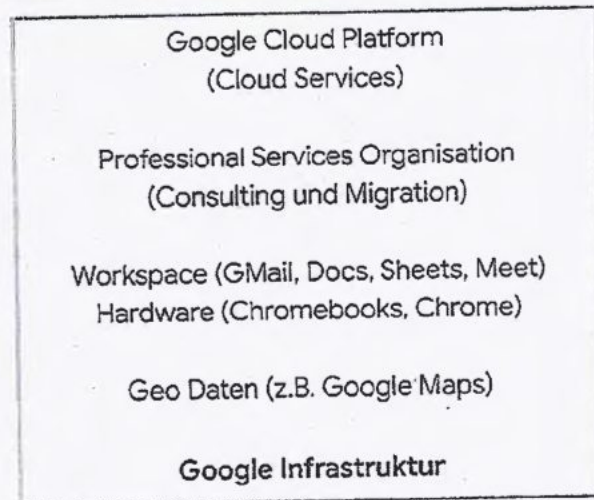 Google Cloud Platform
(Cloud Services)
Professional Services Organisation
(Consulting und Migration)
Workspace (GMail, Docs, Sheets, Meet)
Hardware (Chromebooks, Chrome)
Geo Daten (z.B. Google Maps)
Google Infrastruktur